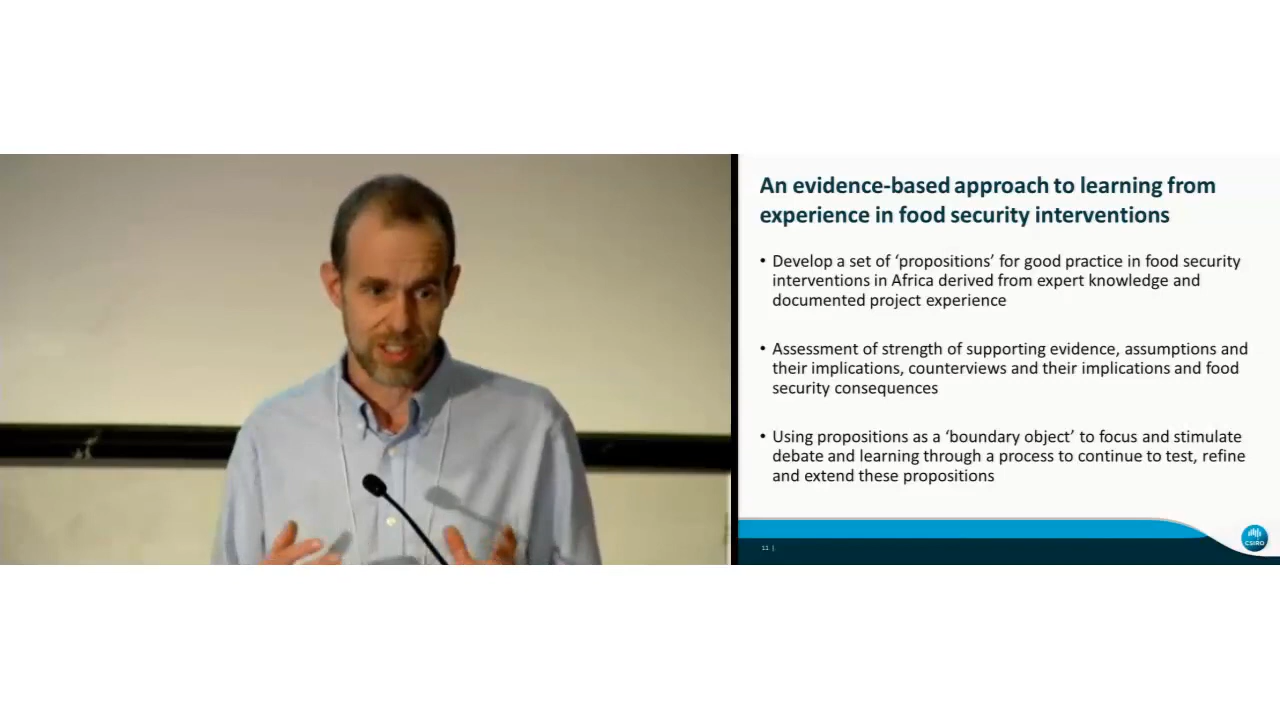 An evidence-based approach to learning from
experience in food security interventions
• Develop a set of ‘propositions’ for good practice in food security
interventions in Africa derived from expert knowledge and
documented project experience
• Assessment of strength of supporting evidence, assumptions and
their implications, counterviews and their implications and food
security consequences
• Using propositions as a ‘boundary object’ to focus and stimulate
debate and learning through a process to continue to test, refine
and extend these propositions
11 |
CSIRO